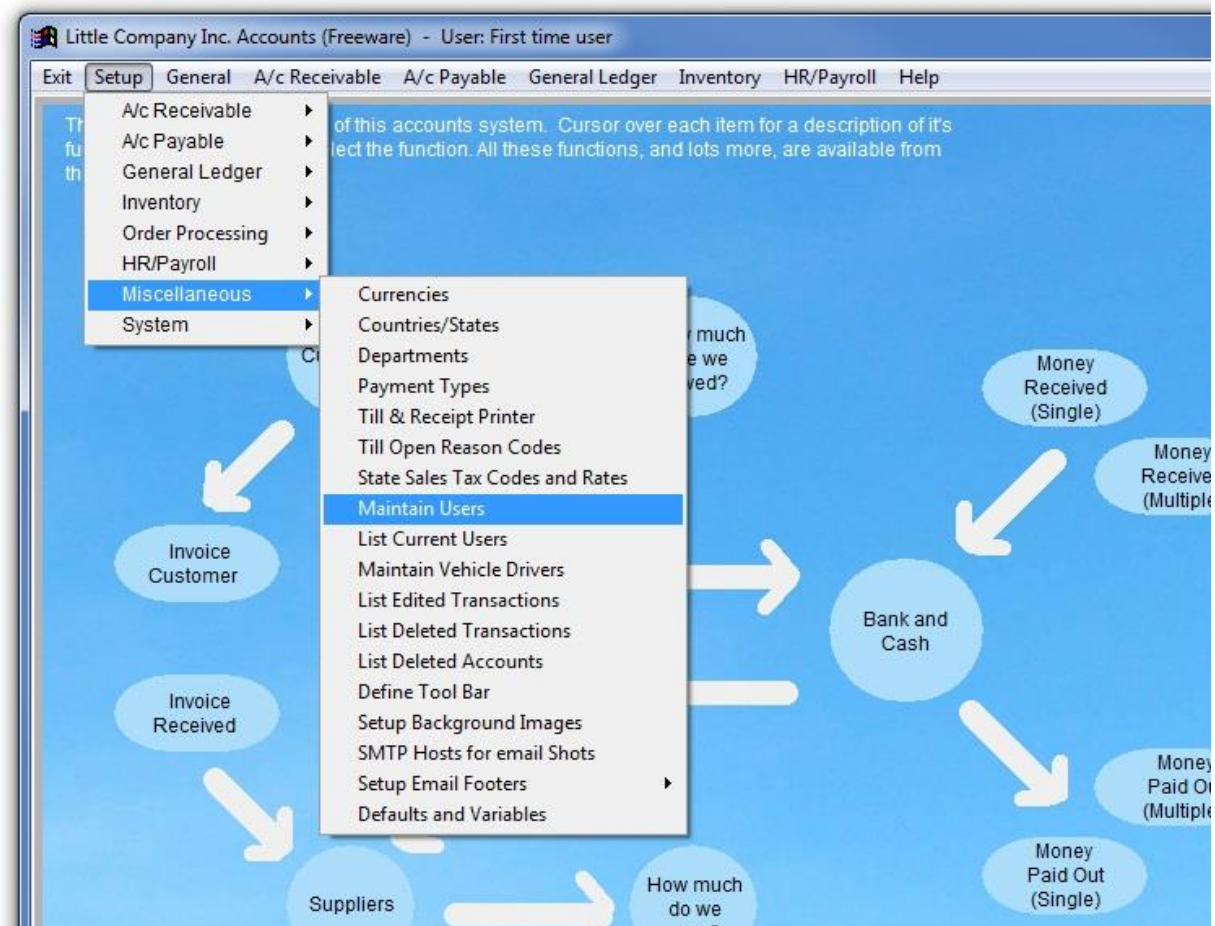 Little Company Inc. Accounts (Freeware) - User: First time user
Exit Setup General A/c Receivable A/c Payable General Ledger Inventory HR/Payroll Help
of this accounts system. Cursor over each item for a description of it's
the function. All these functions, and lots more, are available from
A/c Receivable
A/c Payable
General Ledger
Inventory
Order Processing
HR/Payroll
Miscellaneous
System
Currencies
Countries/States
Departments
Payment Types
Till & Receipt Printer
Till Open Reason Codes
State Sales Tax Codes and Rates
Maintain Users
List Current Users
Maintain Vehicle Drivers
List Edited Transactions
List Deleted Transactions
List Deleted Accounts
Define Tool Bar
Setup Background Images
SMTP Hosts for email Shots
Setup Email Footers
Defaults and Variables
much
we
Money
Received
(Single)
Money
Invoice
Customer
Bank and
Cash
Invoice
Received
Money
Paid
Money
Paid Out
(Single)
Suppliers
How much
do we